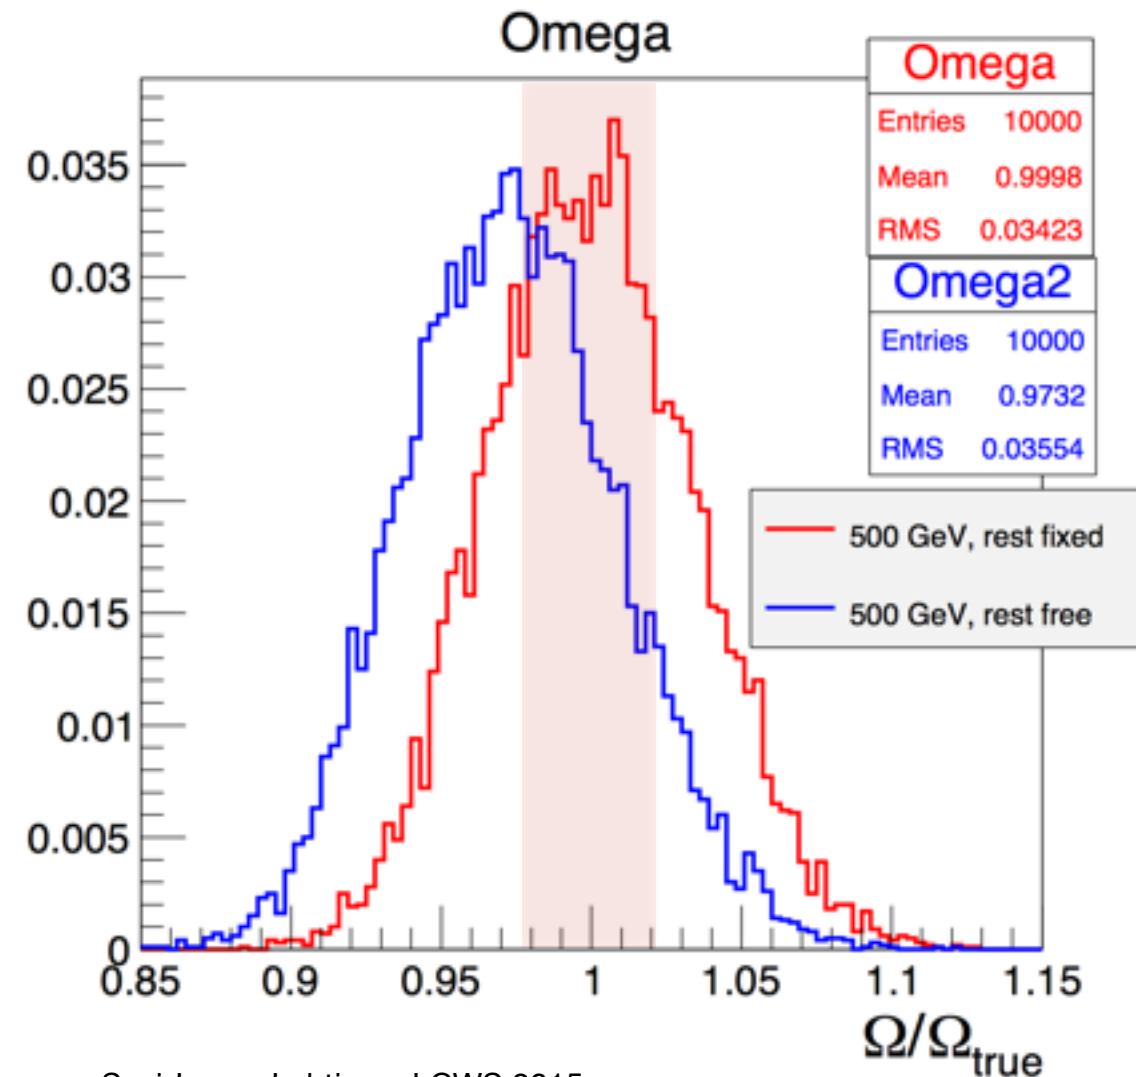 Omega
Omega
Entries 10000
Mean 0.9998
RMS 0.03423
Omega2
Entries 10000
Mean 0.9732
RMS 0.03554
500 GeV, rest fixed
500 GeV, rest free
0.035
0.03
0.025
0.02
0.015
0.01
0.005
0
0.85 0.9 0.95 1 1.05 1.1 1.15
Ω/Ωtrue